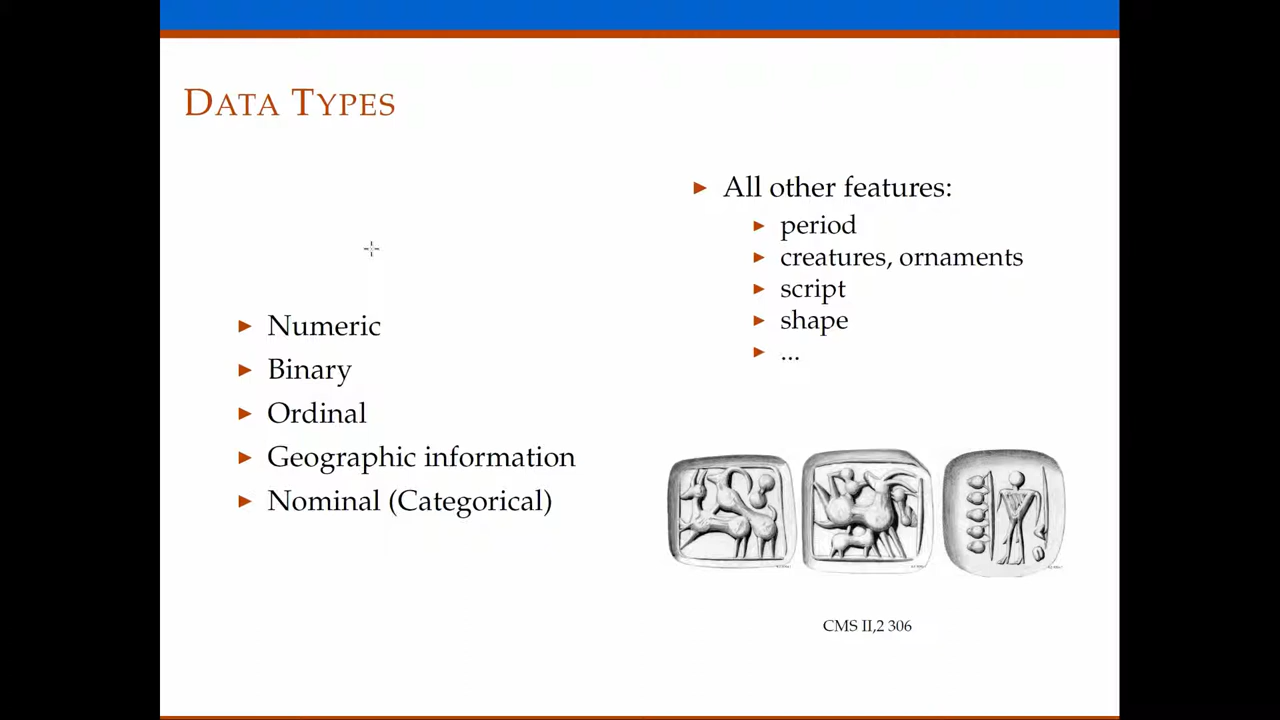 DATA TYPES
Numeric
Binary
Ordinal
Geographic information
Nominal (Categorical)
All other features:
period
creatures, ornaments
script
shape
...
CMS II,2 306